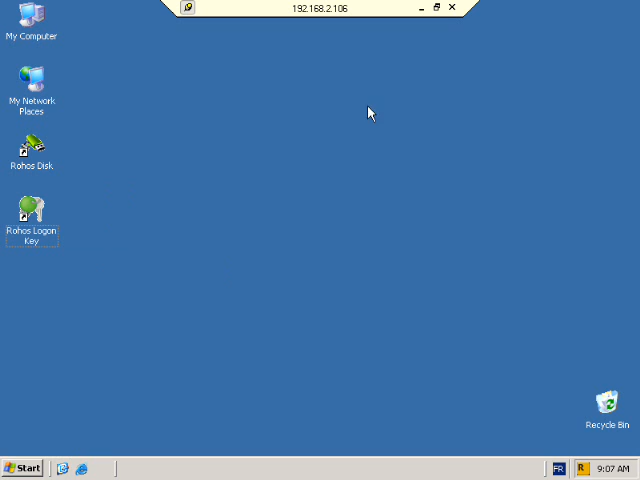 192.168.2.106
My Computer
My Network
Places
Rohos Disk
Rohos Logon
Key
Recycle Bin
Start
FR
R
9:07 AM